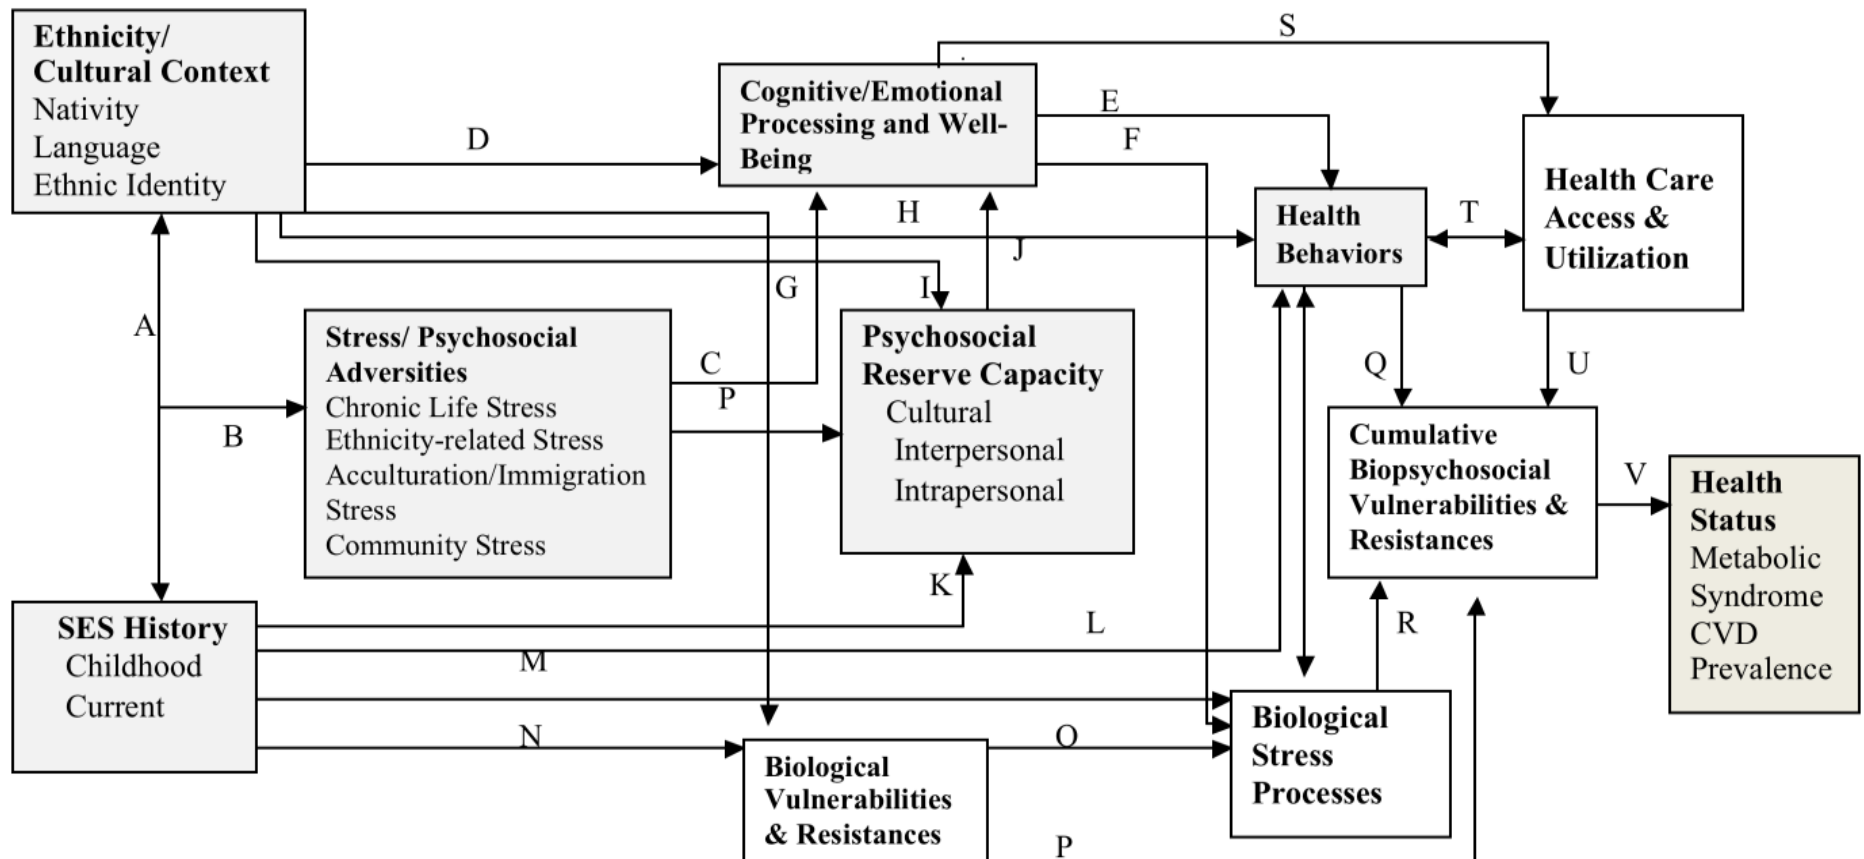 Ethnicity/
Cultural Context
Nativity
Language
Ethnic Identity
S
Cognitive/Emotional
Processing and Well-
Being
E
F
D
Health Care
Access &
Utilization
Health
Behaviors
T
H
J
G
I
A
B
Stress/ Psychosocial
Adversities
Chronic Life Stress
Ethnicity-related Stress
Acculturation/Immigration
Stress
Community Stress
C
P
Psychosocial
Reserve Capacity
Cultural
Interpersonal
Intrapersonal
Q
U
Cumulative
Biopsychosocial
Vulnerabilities &
Resistances
V
Health
Status
Metabolic
Syndrome
CVD
Prevalence
K
L
R
SES History
Childhood
Current
M
N
O
Biological
Vulnerabilities
& Resistances
Biological
Stress
Processes
P